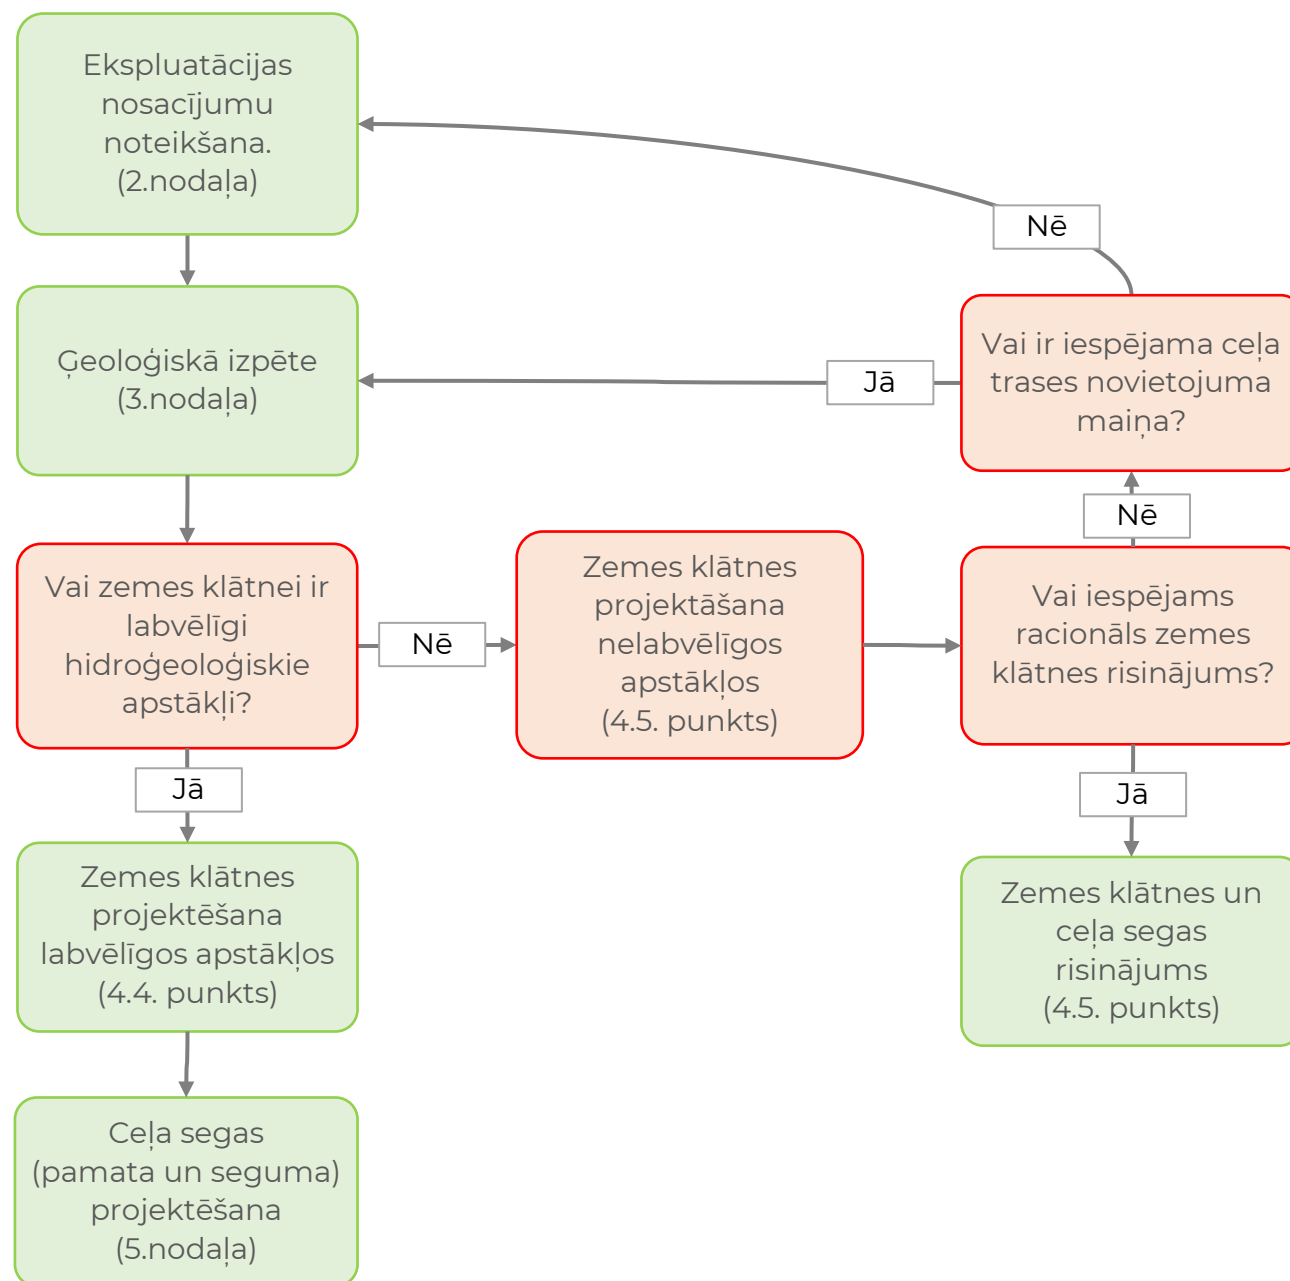 Ekspluatācijas
nosacījumu
noteikšana.
(2.nodaļa)
Nē
Ģeoloģiskā izpēte
(3.nodaļa)
Jā
Vai ir iespējama ceļa
trases novietojuma
maiņa?
Nē
Vai zemes klātnei ir
labvēlīgi
hidroģeoloģiskie
apstākļi?
Nē
Zemes klātnes
projektāšana
nelabvēlīgos
apstākļos
(4.5. punkts)
Vai iespējams
racionāls zemes
klātnes risinājums?
Jā
Jā
Zemes klātnes
projektēšana
labvēlīgos apstākļos
(4.4. punkts)
Zemes klātnes un
ceļa segas
risinājums
(4.5. punkts)
Ceļa segas
(pamata un seguma)
projektēšana
(5.nodaļa)